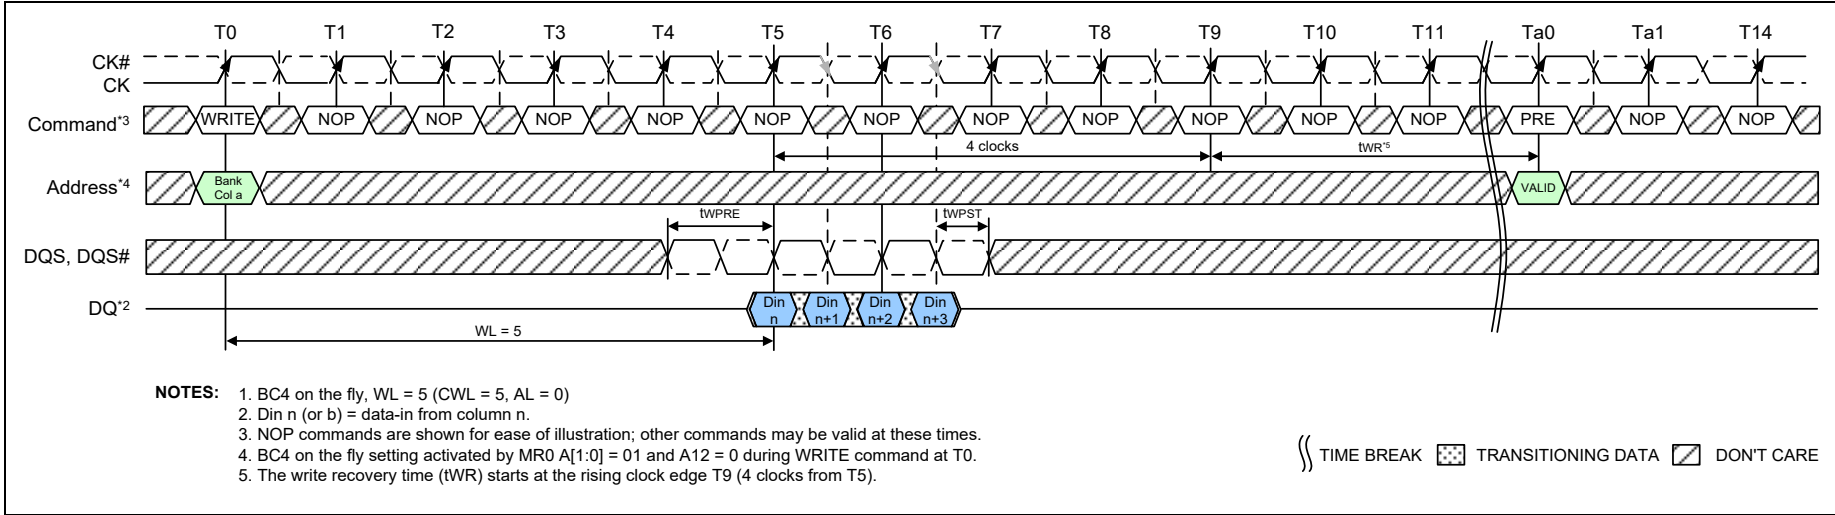 T0 T1 T2 T3 T4 T5 T6 T7 T8 T9 T10 T11 Ta0 Ta1 T14
CK#
CK
Command*3 WRITE NOP NOP NOP NOP NOP NOP NOP NOP NOP NOP NOP PRE NOP NOP
4 clocks tWR*5
Address*4 Bank Col a VALID
tWPRE tWPST
DQS, DQS#
DQ*2 Din n Din n+1 Din n+2 Din n+3
WL = 5
NOTES: 1. BC4 on the fly, WL = 5 (CWL = 5, AL = 0)
2. Din n (or b) = data-in from column n.
3. NOP commands are shown for ease of illustration; other commands may be valid at these times.
4. BC4 on the fly setting activated by MR0 A[1:0] = 01 and A12 = 0 during WRITE command at T0.
5. The write recovery time (tWR) starts at the rising clock edge T9 (4 clocks from T5).
TIME BREAK TRANSITIONING DATA DON'T CARE